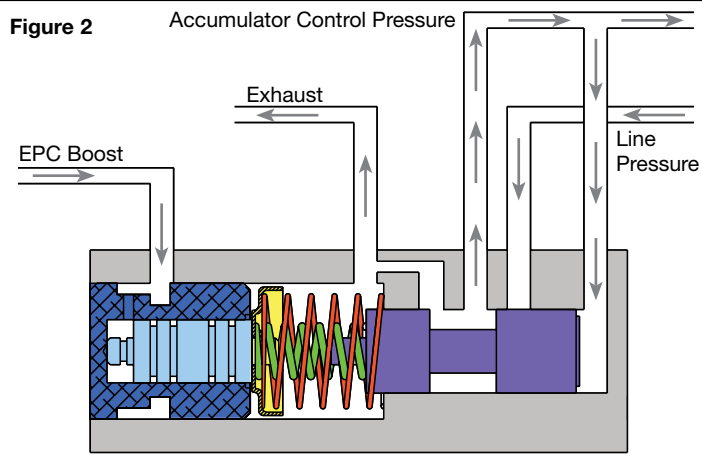 Figure 2
Accumulator Control Pressure
Exhaust
EPC Boost
Line
Pressure